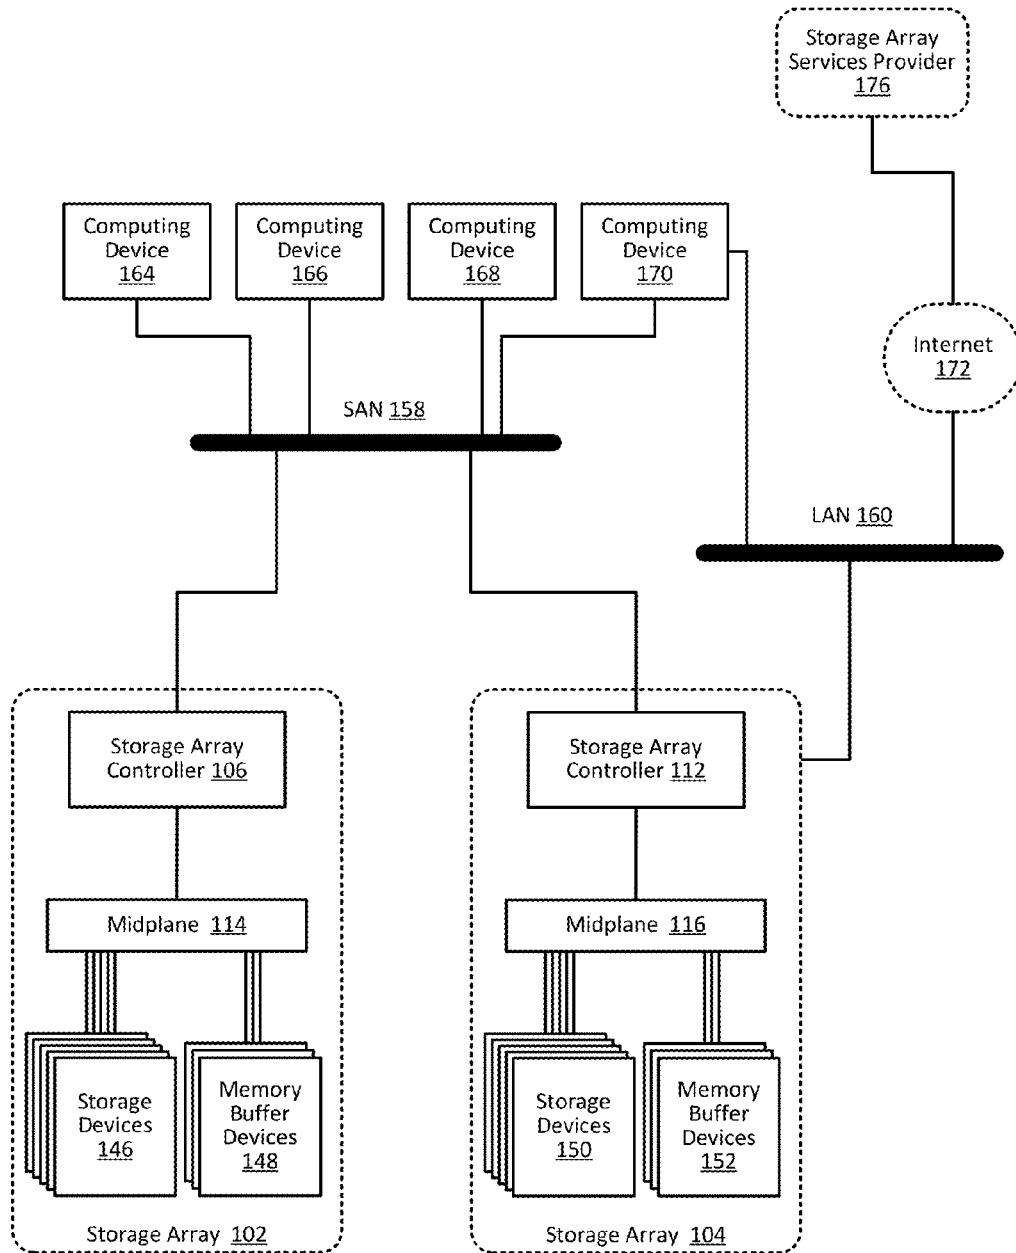 Storage Array
Services Provider
176
Computing
Device
164
Computing
Device
166
Computing
Device
168
Computing
Device
170
Internet
172
SAN 158
LAN 160
Storage Array
Controller 106
Storage Array
Controller 112
Midplane 114
Midplane 116
Storage
Devices
146
Memory
Buffer
Devices
148
Storage
Devices
150
Memory
Buffer
Devices
152
Storage Array 102
Storage Array 104